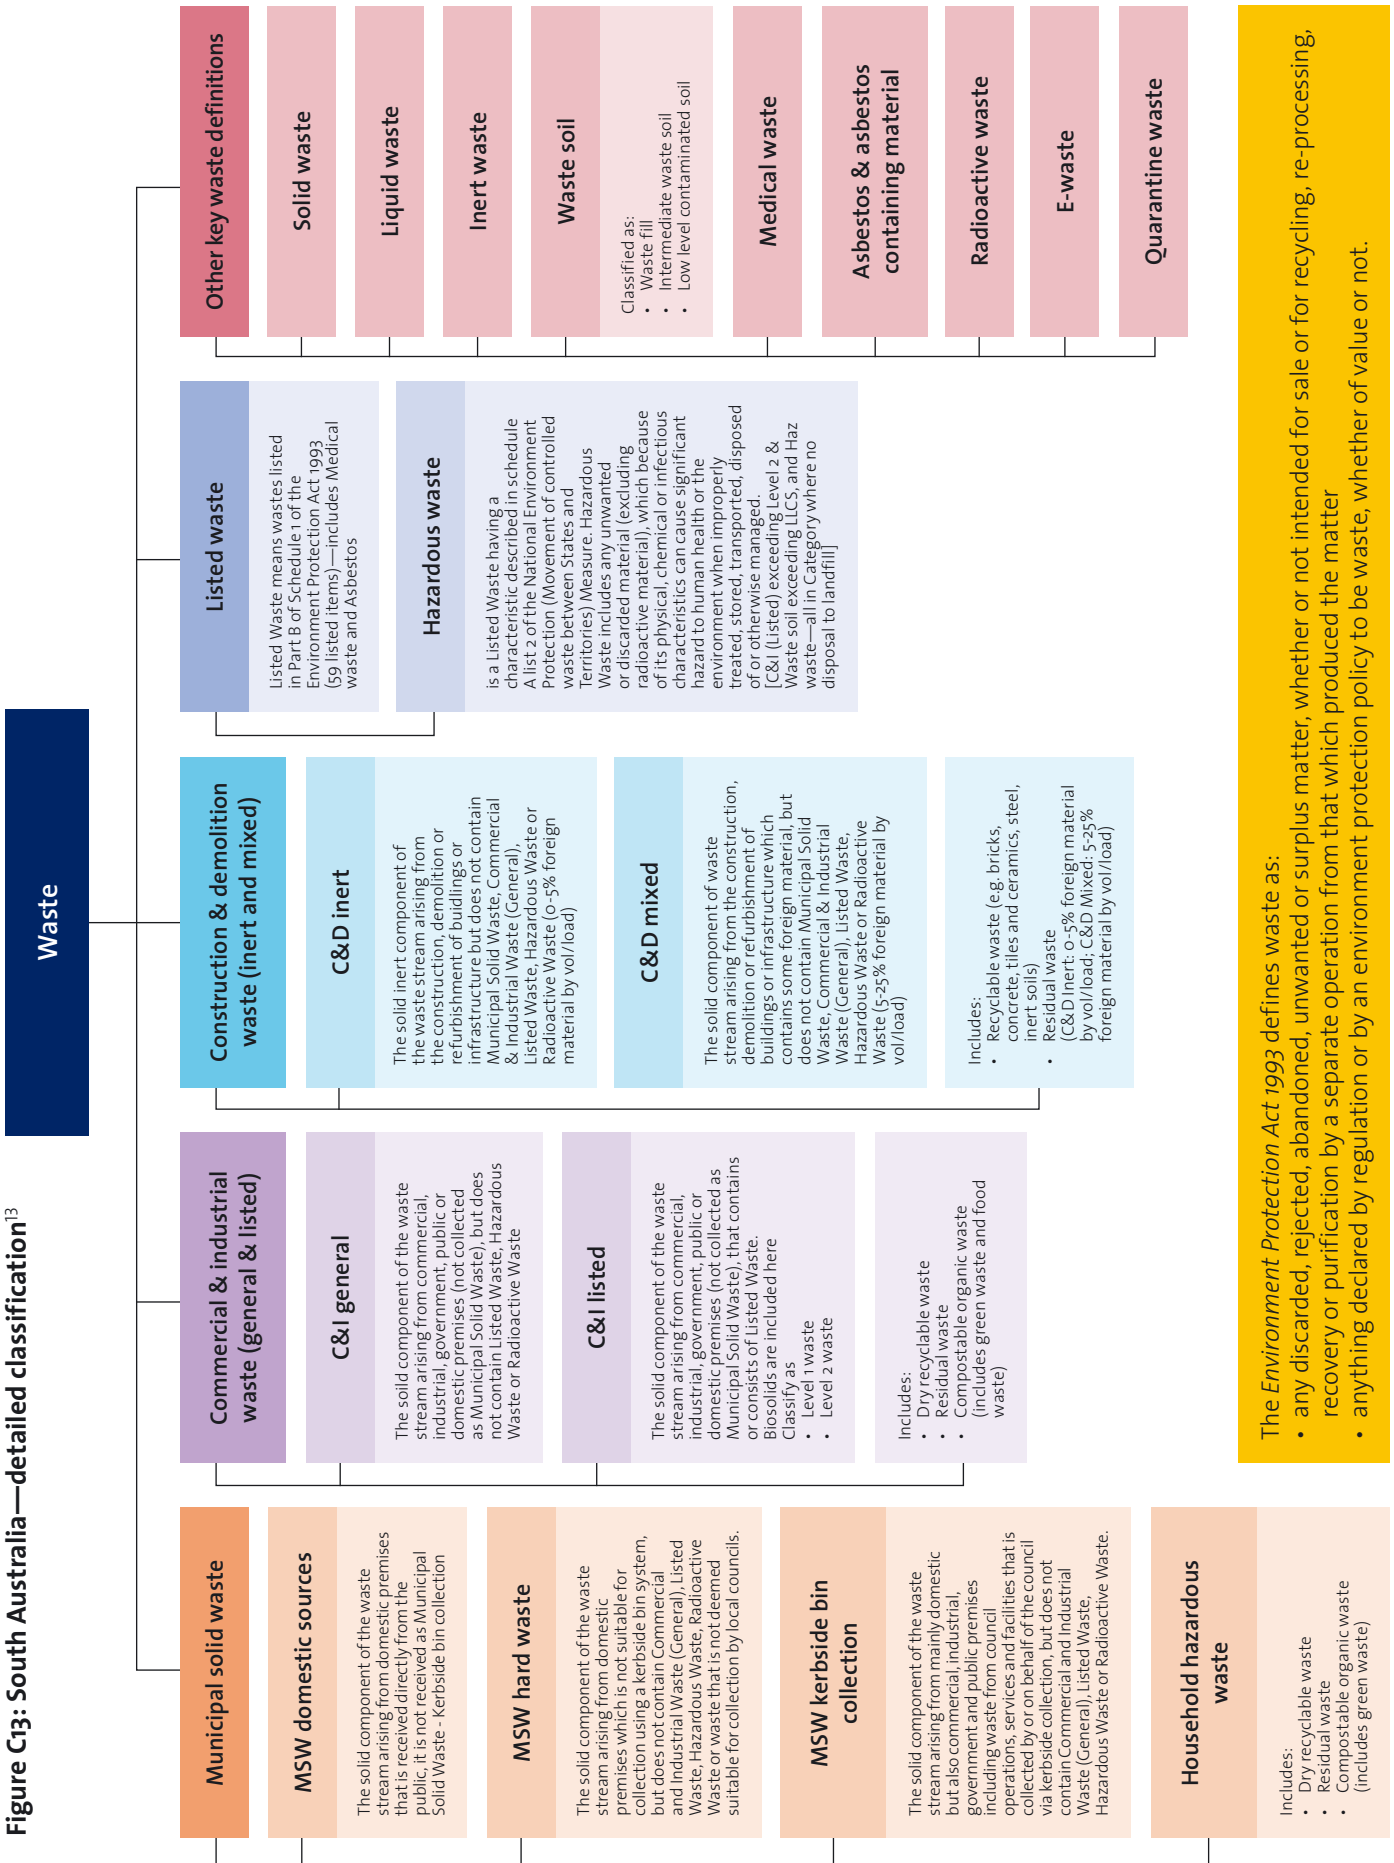 Figure C13: South Australia—detailed classification13
Waste
Municipal solid waste
MSW domestic sources
The solid component of the waste
stream arising from domestic premises
that is received directly from the
public, it is not received as Municipal
Solid Waste - Kerbside bin collection
MSW hard waste
The solid component of the waste
stream arising from domestic
premises which is not suitable for
collection using a kerbside bin system,
but does not contain Commercial
and Industrial Waste (General), Listed
Waste, Hazardous Waste, Radioactive
Waste or waste that is not deemed
suitable for collection by local councils.
MSW kerbside bin
collection
The solid component of the waste
stream arising from mainly domestic
but also commercial, industrial,
government and public premises
including waste from council
operations, services and facilities that is
collected by or on behalf of the council
via kerbside collection, but does not
contain Commercial and Industrial
Waste (General), Listed Waste,
Hazardous Waste or Radioactive Waste.
Household hazardous
waste
Includes:
• Dry recyclable waste
• Residual waste
• Compostable organic waste
(includes green waste)
Commercial & industrial
waste (general & listed)
C&I general
The soild component of the waste
stream arising from commercial,
industrial, government, public or
domestic premises (not collected
as Municipal Solid Waste), but does
not contain Listed Waste, Hazardous
Waste or Radioactive Waste
C&I listed
The solid component of the waste
stream arising from commercial,
industrial, government, public or
domestic premises (not collected as
Municipal Solid Waste), that contains
or consists of Listed Waste.
Biosolids are included here
Classify as
• Level 1 waste
• Level 2 waste
Includes:
• Dry recyclable waste
• Residual waste
• Compostable organic waste
(includes green waste and food
waste)
Construction & demolition
waste (inert and mixed)
C&D inert
The solid inert component of
the waste stream arising from
the construction, demolition or
refurbishment of buidlings or
infrastructure but does not contain
Municipal Solid Waste, Commercial
& Industrial Waste (General),
Listed Waste, Hazardous Waste or
Radioactive Waste (0-5% foreign
material by vol/load)
C&D mixed
The solid component of waste
stream arising from the construction,
demolition or refurbishment of
buildings or infrastructure which
contains some foreign material, but
does not contain Municipal Solid
Waste, Commercial & Industrial
Waste (General), Listed Waste,
Hazardous Waste or Radioactive
Waste (5-25% foreign material by
vol/load)
Includes:
• Recyclable waste (e.g. bricks,
concrete, tiles and ceramics, steel,
inert soils)
• Residual waste
(C&D Inert: 0-5% foreign material
by vol/load; C&D Mixed: 5-25%
foreign material by vol/load)
Listed waste
Listed Waste means wastes listed
in Part B of Schedule 1 of the
Environment Protection Act 1993
(59 listed items)—includes Medical
waste and Asbestos
Hazardous waste
is a Listed Waste having a
characteristic described in schedule
A list 2 of the National Environment
Protection (Movement of controlled
waste between States and
Territories) Measure. Hazardous
Waste includes any unwanted
or discarded material (excluding
radioactive material), which because
of its physical, chemical or infectious
characteristics can cause significant
hazard to human health or the
environment when improperly
treated, stored, transported, disposed
of or otherwise managed.
[C&I (Listed) exceeding Level 2 &
Waste soil exceeding LLCS, and Haz
waste—all in Category where no
disposal to landfill]
Other key waste definitions
Solid waste
Liquid waste
Inert waste
Waste soil
Classified as:
• Waste fill
• Intermediate waste soil
• Low level contaminated soil
Medical waste
Asbestos & asbestos
containing material
Radioactive waste
E-waste
Quarantine waste
The Environment Protection Act 1993 defines waste as:
• any discarded, rejected, abandoned, unwanted or surplus matter, whether or not intended for sale or for recycling, re-processing,
recovery or purification by a separate operation from that which produced the matter
• anything declared by regulation or by an environment protection policy to be waste, whether of value or not.